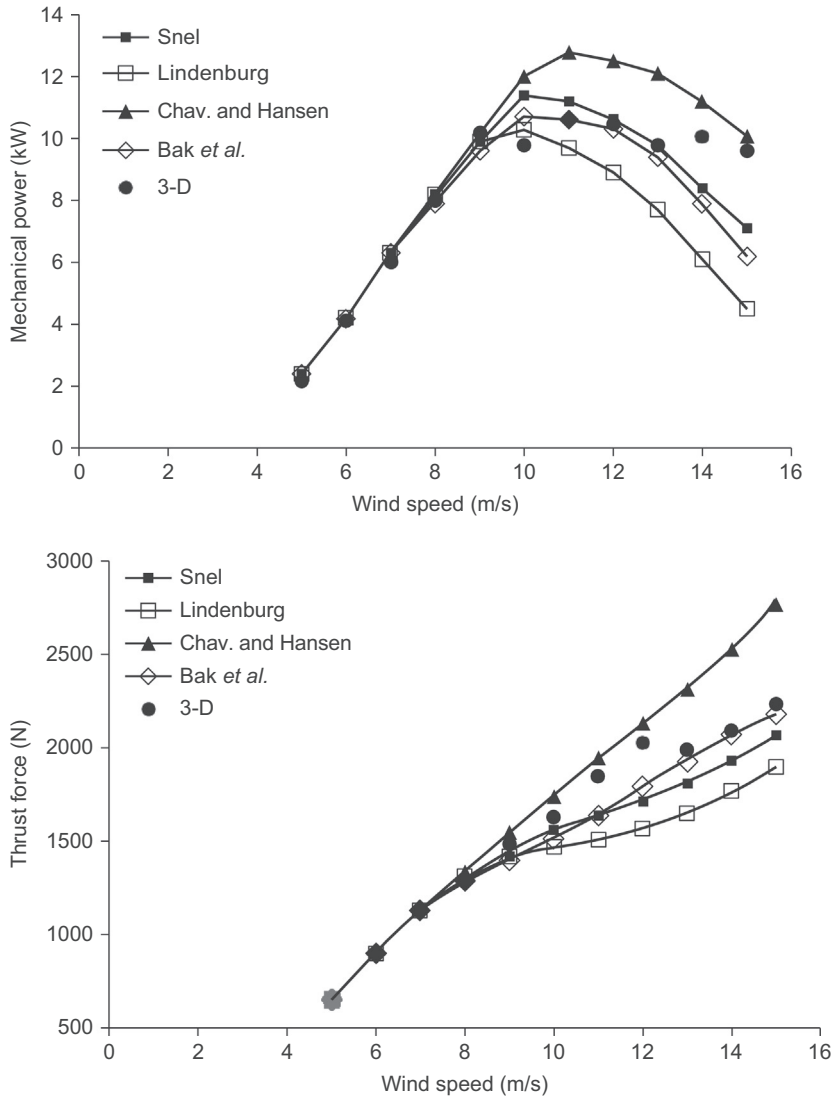 14
12
10
8
6
4
2
0
Mechanical power (kW)
Snel
Lindenburg
Chav. and Hansen
Bak et al.
3-D
0 2 4 6 8 10 12 14 16
Wind speed (m/s)
3000
2500
2000
1500
1000
500
Thrust force (N)
Snel
Lindenburg
Chav. and Hansen
Bak et al.
3-D
0 2 4 6 8 10 12 14 16
Wind speed (m/s)